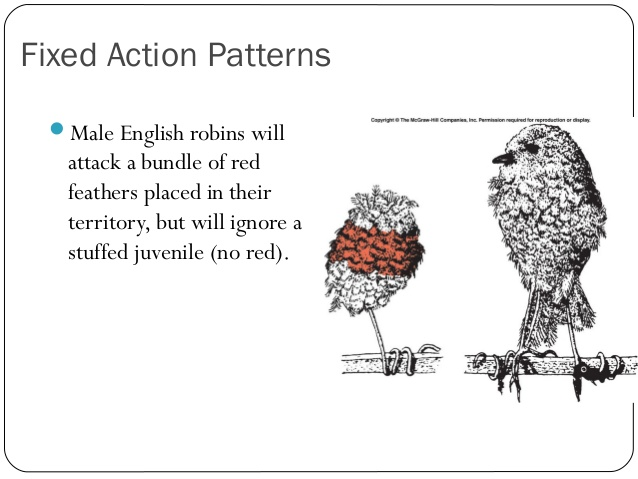 Fixed Action Patterns
Copyright © The McGraw-Hill Companies, Inc. Permission required for reproduction or display.
Male English robins will
attack a bundle of red
feathers placed in their
territory, but will ignore a
stuffed juvenile (no red).